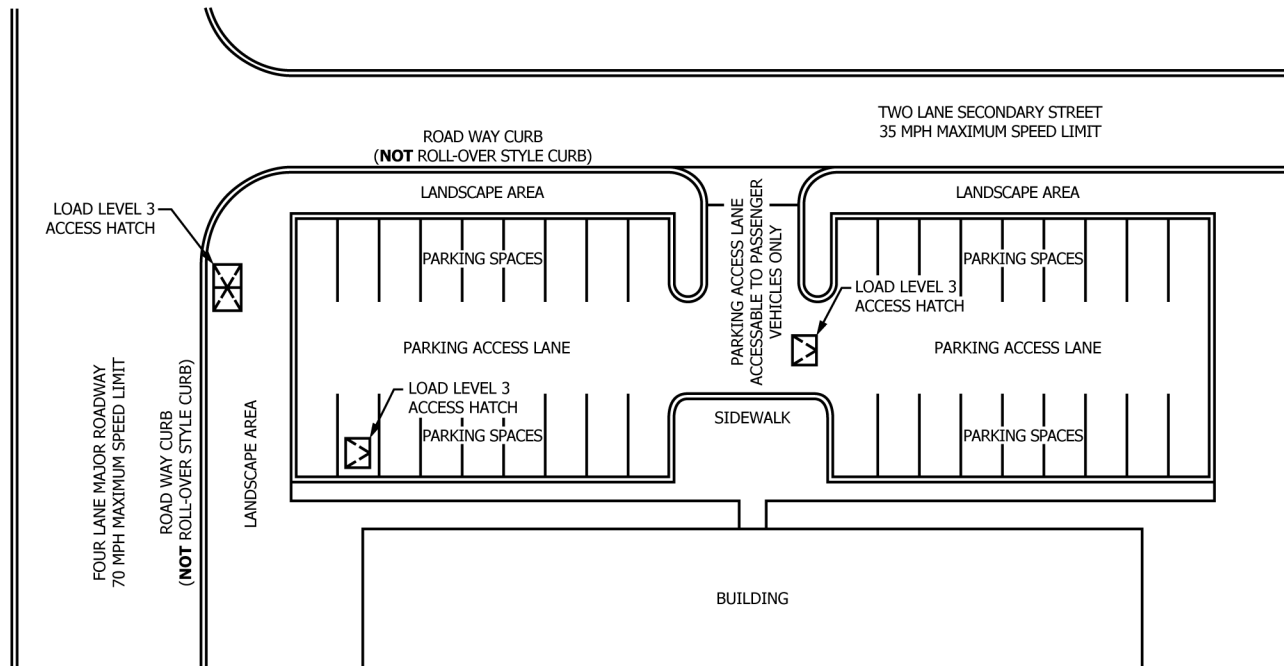 TWO LANE SECONDARY STREET
35 MPH MAXIMUM SPEED LIMIT
ROAD WAY CURB
(NOT ROLL-OVER STYLE CURB)
LANDSCAPE AREA
LANDSCAPE AREA
LOAD LEVEL 3
ACCESS HATCH
PARKING SPACES
PARKING ACCESS LANE
ACCESSABLE TO PASSENGER
VEHICLES ONLY
PARKING SPACES
LOAD LEVEL 3
ACCESS HATCH
PARKING ACCESS LANE
PARKING ACCESS LANE
LOAD LEVEL 3
ACCESS HATCH
PARKING SPACES
SIDEWALK
PARKING SPACES
FOUR LANE MAJOR ROADWAY
70 MPH MAXIMUM SPEED LIMIT
ROAD WAY CURB
(NOT ROLL-OVER STYLE CURB)
LANDSCAPE AREA
BUILDING